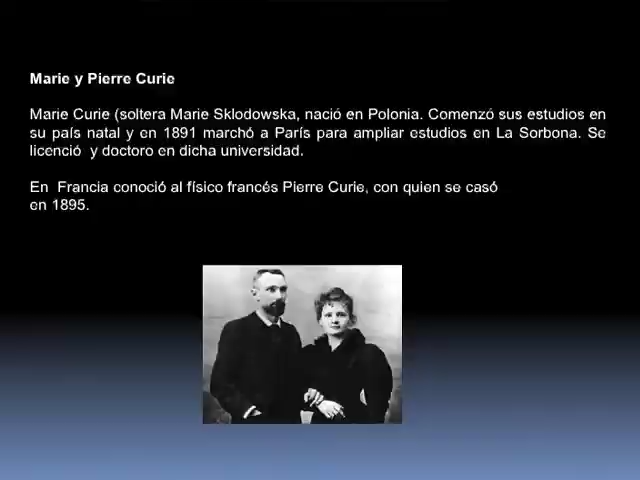 Marie y Pierre Curie
Marie Curie (soltera Marie Sklodowska, nació en Polonia. Comenzó sus estudios en
su país natal y en 1891 marchó a París para ampliar estudios en La Sorbona. Se
licenció y doctoro en dicha universidad.
En Francia conoció al físico francés Pierre Curie, con quien se casó
en 1895.